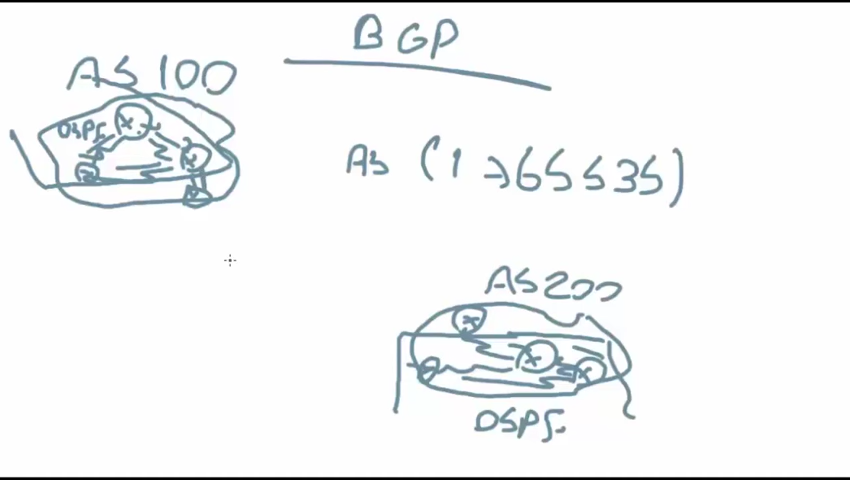 BGP
AS 100
OSPF
AS (1 → 65535)
AS 200
OSPF